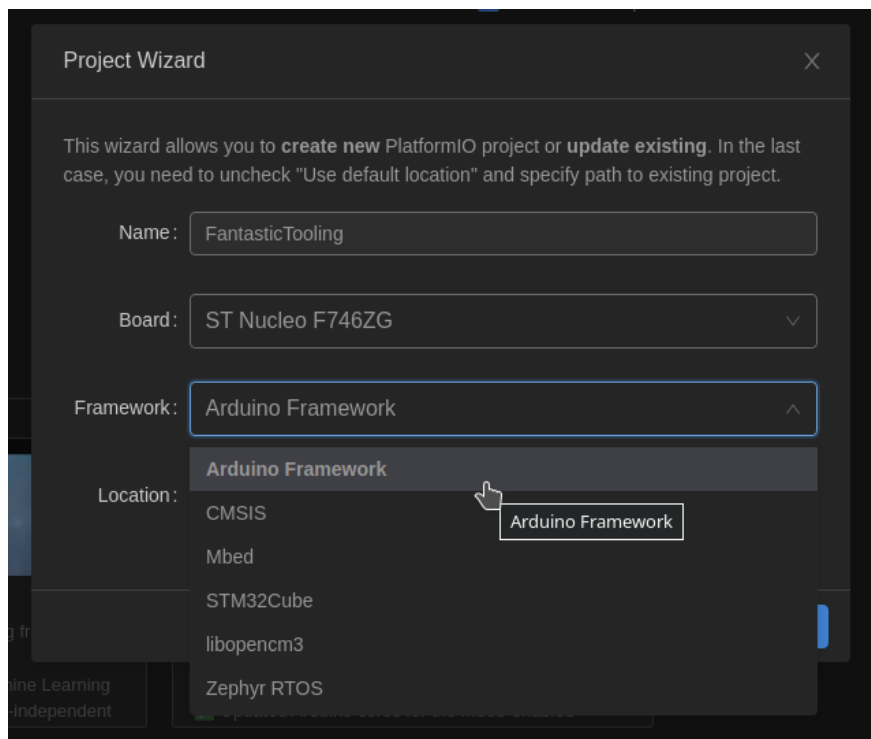 Project Wizard
This wizard allows you to create new PlatformIO project or update existing. In the last
case, you need to uncheck "Use default location" and specify path to existing project.
Name:
FantasticTooling
Board:
ST Nucleo F746ZG
Framework:
Arduino Framework
Arduino Framework
Location:
CMSIS
Arduino Framework
Mbed
STM32Cube
libopencm3
Zephyr RTOS
Learning
-independent